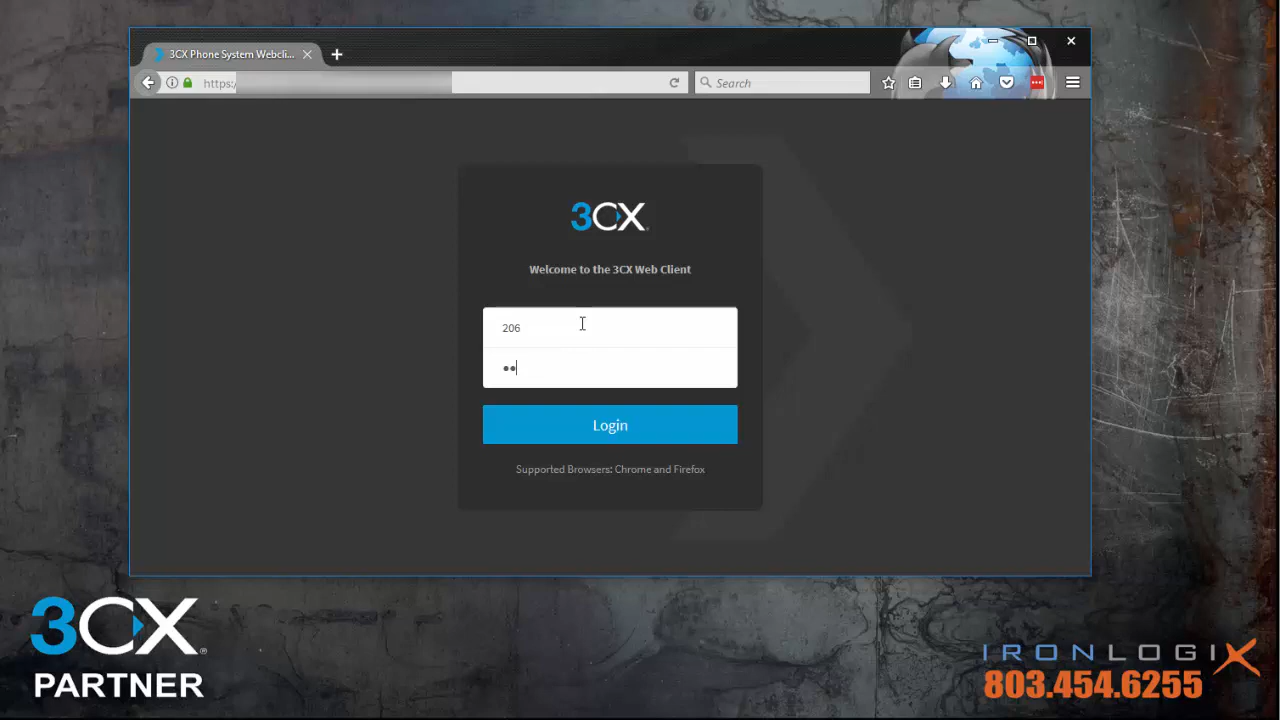 3CX Phone System Webcli...
https:/
Search
3CX
Welcome to the 3CX Web Client
206
Login
Supported Browsers: Chrome and Firefox
3CX®
PARTNER
IRONLOGIX
803.454.6255